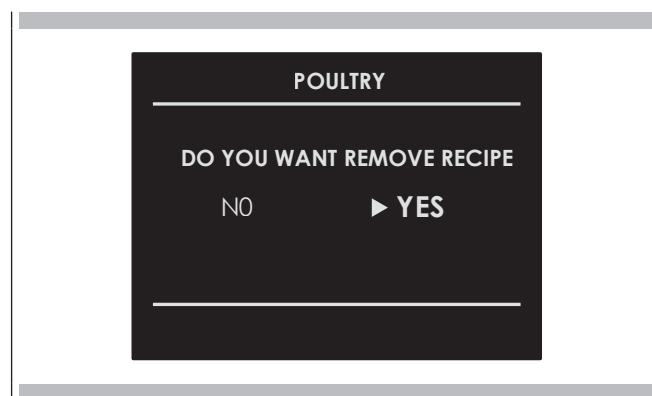 POULTRY
DO YOU WANT REMOVE RECIPE
N0 ▶ YES